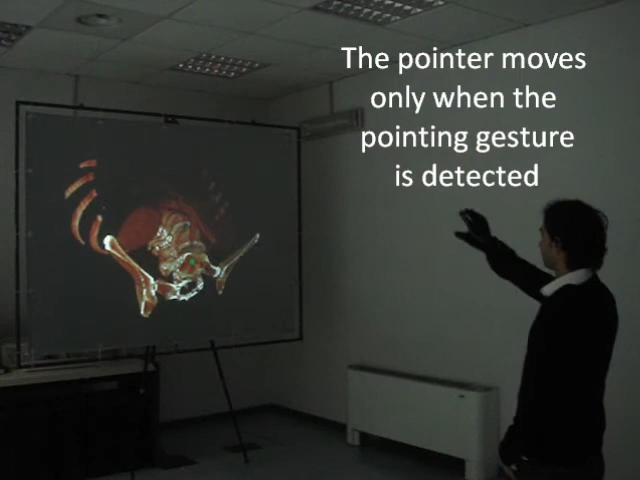 The pointer moves
only when the
pointing gesture
is detected